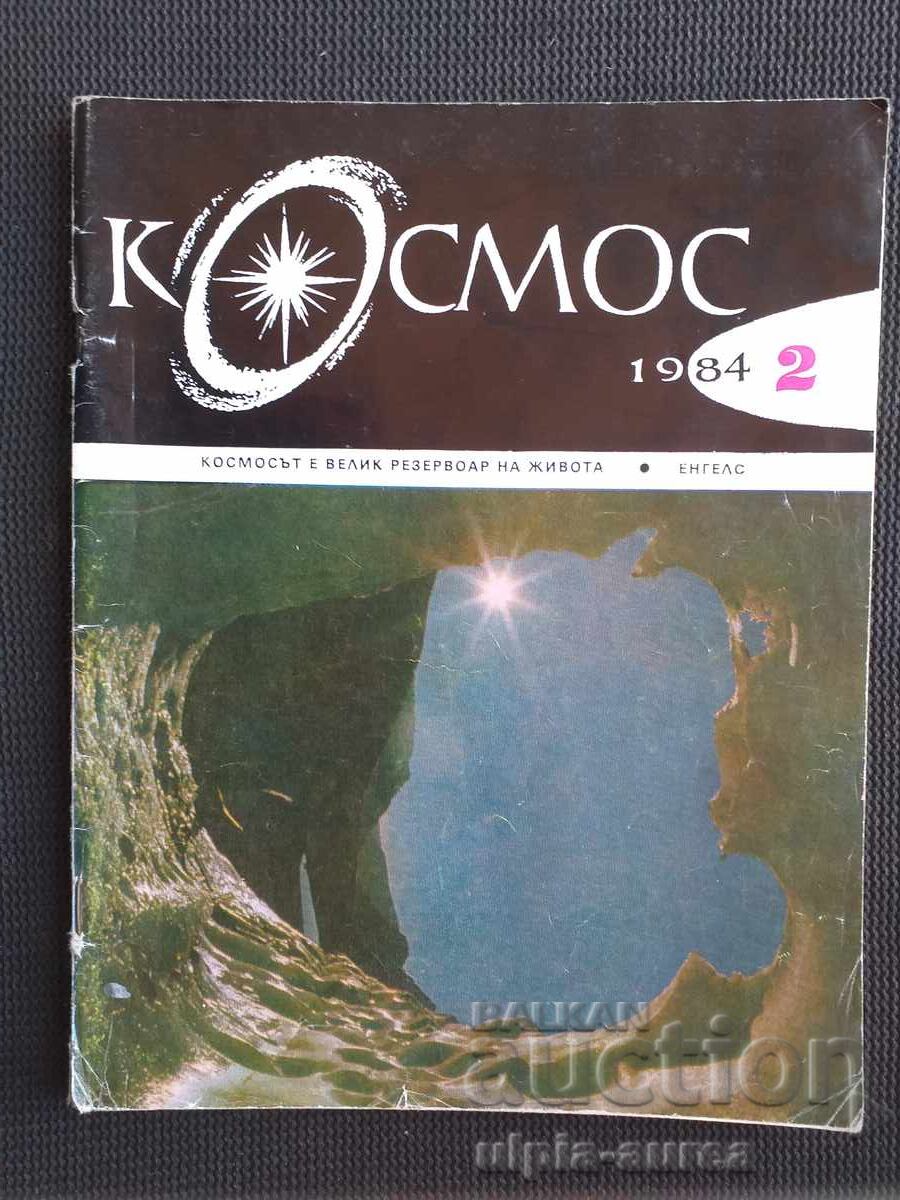 КОСМОС
1984 2
КОСМОСЪТ Е ВЕЛИК РЕЗЕРВОАР НА ЖИВОТА • ЕНГЕЛС
BALKAN
auction
ulpia-aurea